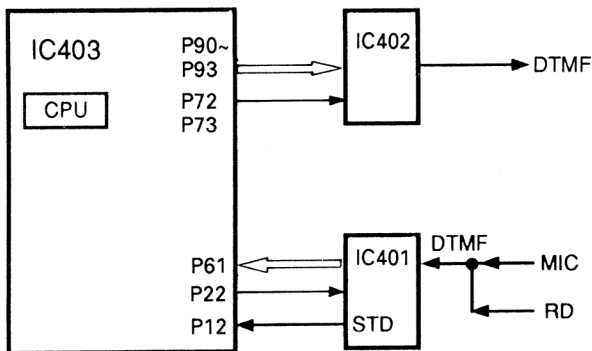 IC403
CPU
P90~
P93
P72
P73
P61
P22
P12
IC402
DTMF
IC401
STD
DTMF
MIC
RD